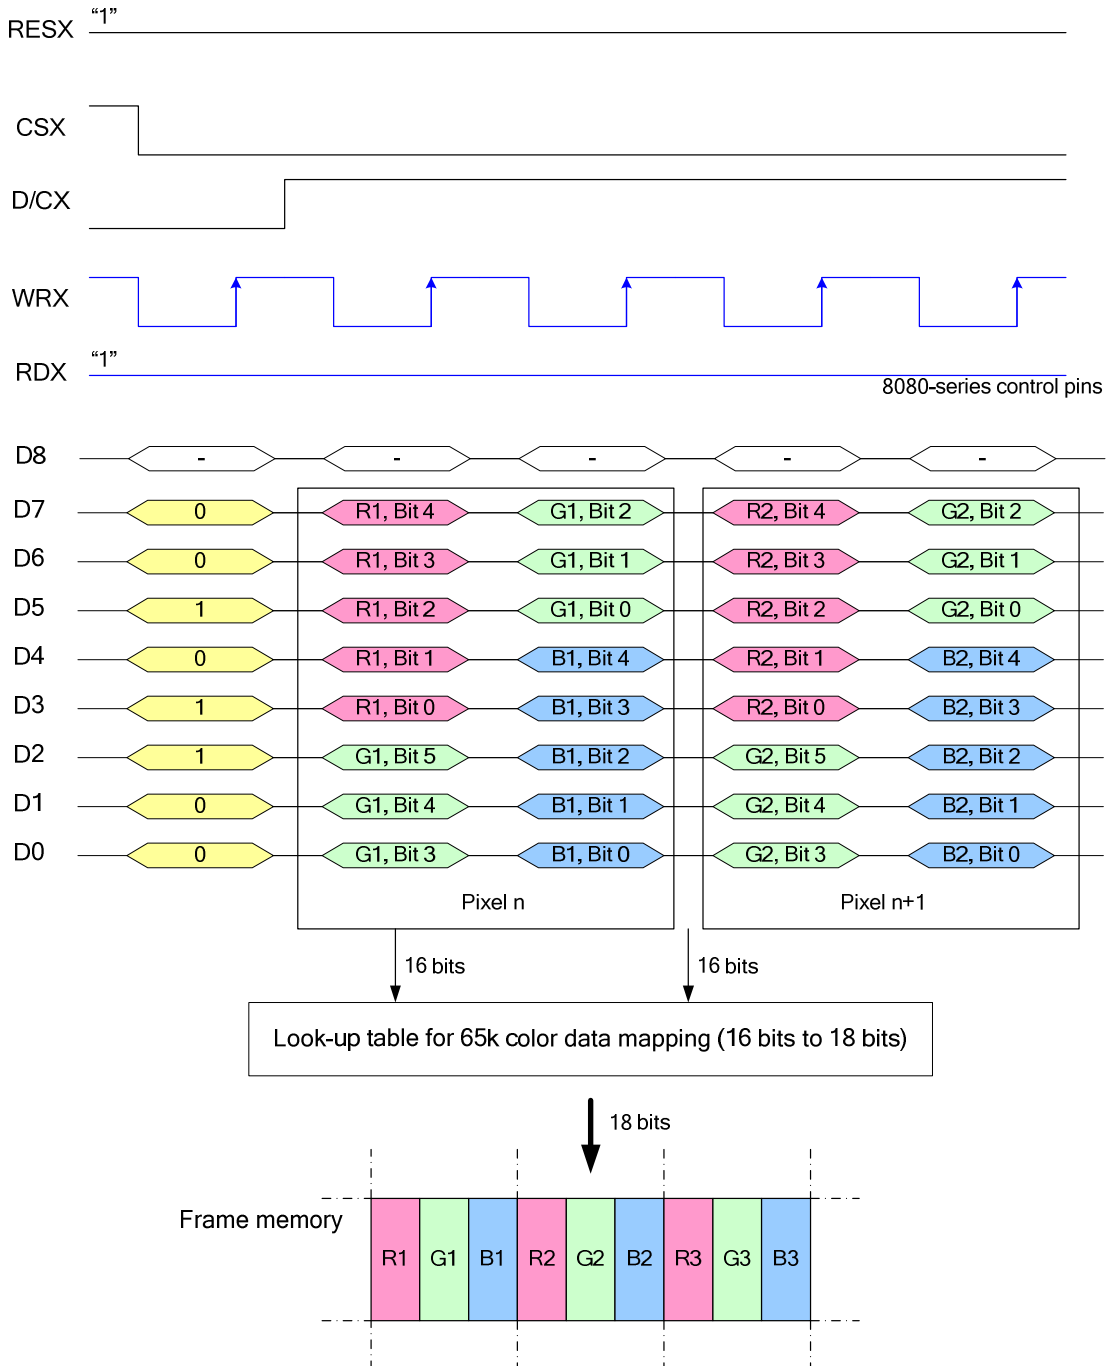 RESX “1”
CSX
D/CX
WRX
RDX “1”
8080-series control pins
D8 - - - - -
D7 0 R1, Bit 4 G1, Bit 2 R2, Bit 4 G2, Bit 2
D6 0 R1, Bit 3 G1, Bit 1 R2, Bit 3 G2, Bit 1
D5 1 R1, Bit 2 G1, Bit 0 R2, Bit 2 G2, Bit 0
D4 0 R1, Bit 1 B1, Bit 4 R2, Bit 1 B2, Bit 4
D3 1 R1, Bit 0 B1, Bit 3 R2, Bit 0 B2, Bit 3
D2 1 G1, Bit 5 B1, Bit 2 G2, Bit 5 B2, Bit 2
D1 0 G1, Bit 4 B1, Bit 1 G2, Bit 4 B2, Bit 1
D0 0 G1, Bit 3 B1, Bit 0 G2, Bit 3 B2, Bit 0
Pixel n Pixel n+1
16 bits 16 bits
Look-up table for 65k color data mapping (16 bits to 18 bits)
18 bits
Frame memory
R1 G1 B1 R2 G2 B2 R3 G3 B3